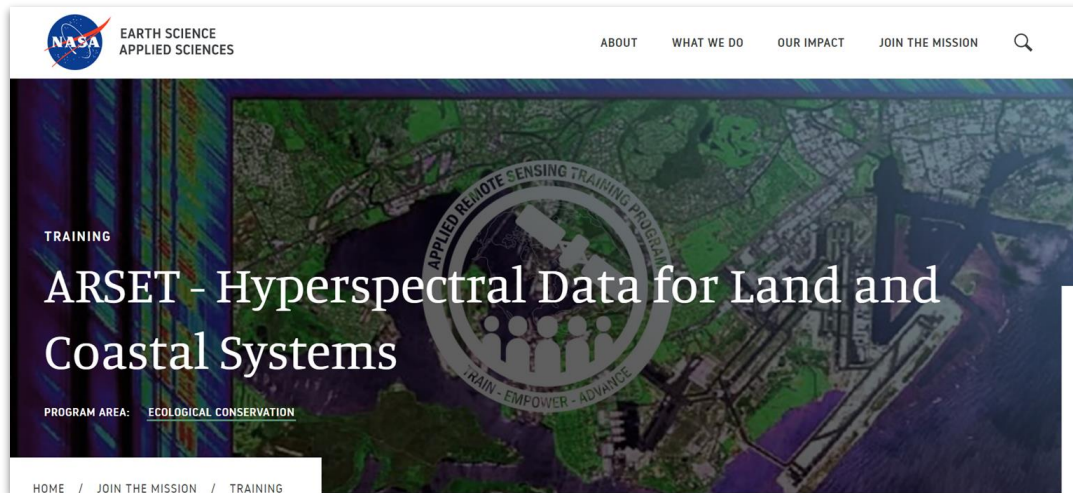 NASA
EARTH SCIENCE
APPLIED SCIENCES
ABOUT WHAT WE DO OUR IMPACT JOIN THE MISSION
APPLIED REMOTE SENSING TRAINING PROGRAM
TRAINING
ARSET - Hyperspectral Data for Land and
Coastal Systems
TRAIN - EMPOWER - ADVANCE
PROGRAM AREA: ECOLOGICAL CONSERVATION
HOME / JOIN THE MISSION / TRAINING